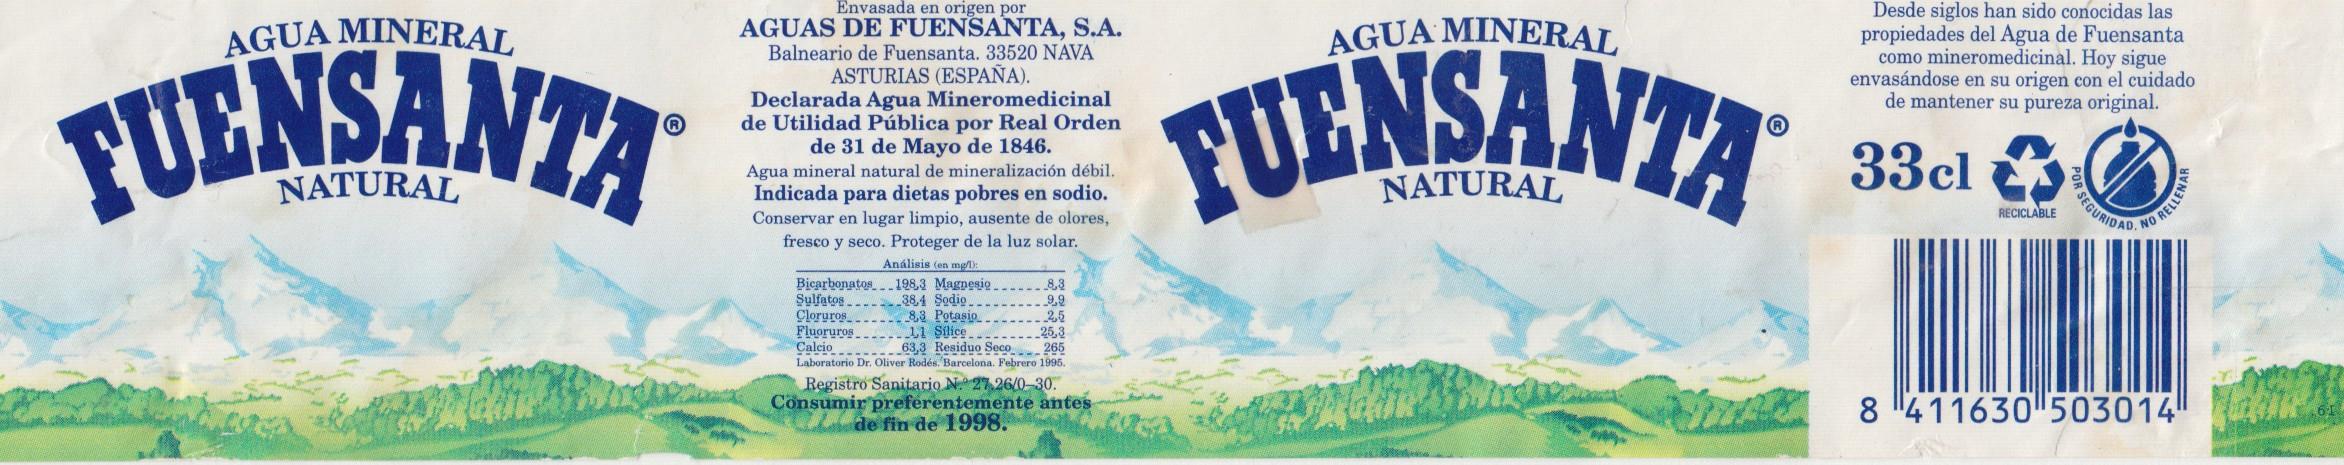 AGUA MINERAL
FUENSANTA®
NATURAL
Envasada en origen por
AGUAS DE FUENSANTA, S.A.
Balneario de Fuensanta. 33520 NAVA
ASTURIAS (ESPAÑA).
Declarada Agua Mineromedicinal
de Utilidad Pública por Real Orden
de 31 de Mayo de 1846.
Agua mineral natural de mineralización débil.
Indicada para dietas pobres en sodio.
Conservar en lugar limpio, ausente de olores,
fresco y seco. Proteger de la luz solar.
Análisis (en mg/l):
Bicarbonatos 198,3 Magnesio 8,3
Sulfatos 38,4 Sodio 9,9
Cloruros 8,3 Potasio 2,5
Fluoruros 1,1 Sílice 25,3
Calcio 63,3 Residuo Seco 265
Laboratorio Dr. Oliver Rodés. Barcelona. Febrero 1995.
Registro Sanitario N.º 27,26/0–30.
Consumir preferentemente antes
de fin de 1998.
AGUA MINERAL
FUENSANTA®
NATURAL
Desde siglos han sido conocidas las
propiedades del Agua de Fuensanta
como mineromedicinal. Hoy sigue
envasándose en su origen con el cuidado
de mantener su pureza original.
33cl
RECICLABLE
POR SEGURIDAD, NO RELLENAR
8 411630 503014